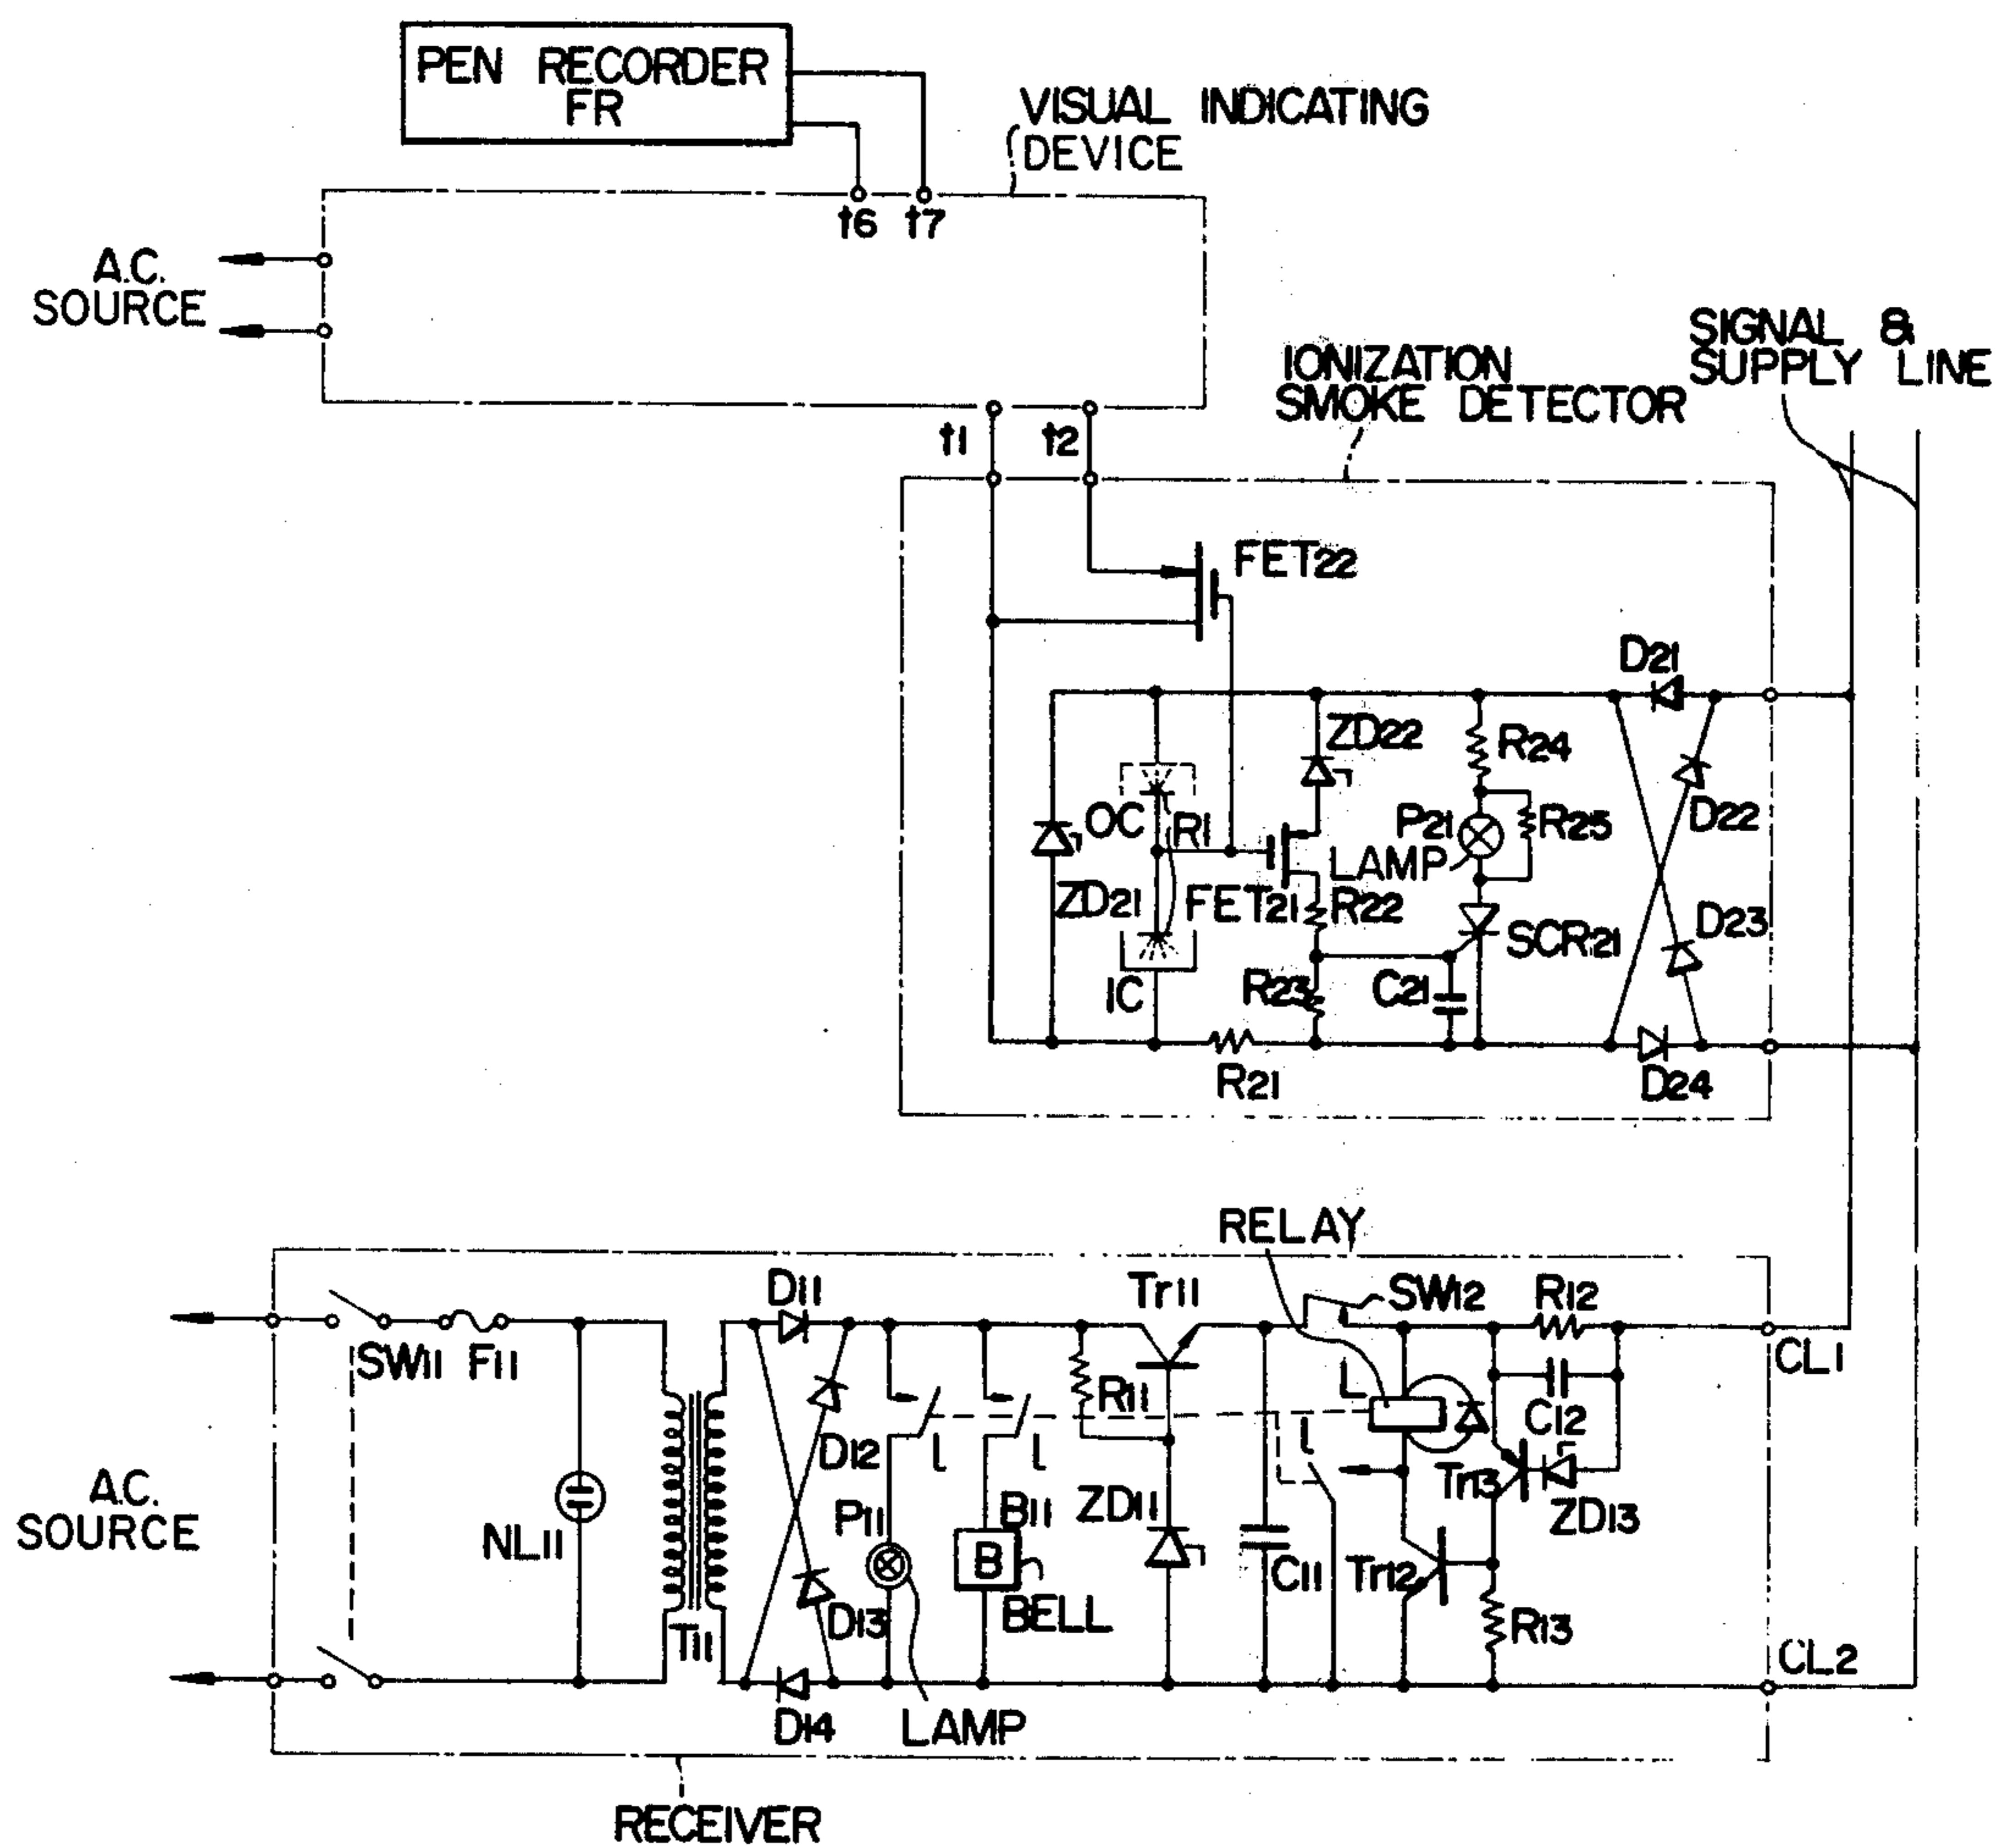 PEN RECORDER
FR
VISUAL INDICATING
DEVICE
t6 t7
A.C.
SOURCE
SIGNAL &
SUPPLY LINE
IONIZATION
SMOKE DETECTOR
t1 t2
FET22
D21
ZD22
R24
OC R1
P21 R25
D22
LAMP
ZD21 FET21 R22
D23
SCR21
IC R23 C21
R21
D24
RELAY
D11 Tr11 SW12 R12
SW11 F11
CL1
L
R11
C12
D12 l l l
Tr13
A.C.
SOURCE
P11 B11 ZD11
ZD13
NL11
B
C11 Tr12
D13 BELL
R13
T11
CL2
D14 LAMP
RECEIVER